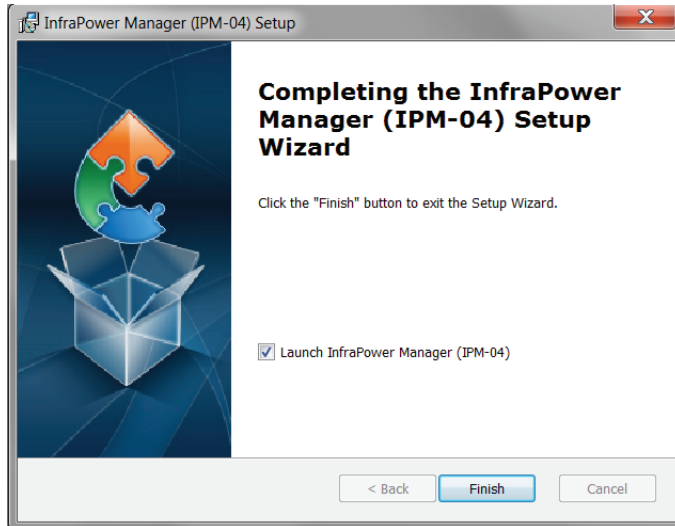 InfraPower Manager (IPM-04) Setup
X
Completing the InfraPower
Manager (IPM-04) Setup
Wizard
Click the "Finish" button to exit the Setup Wizard.
Launch InfraPower Manager (IPM-04)
< Back
Finish
Cancel